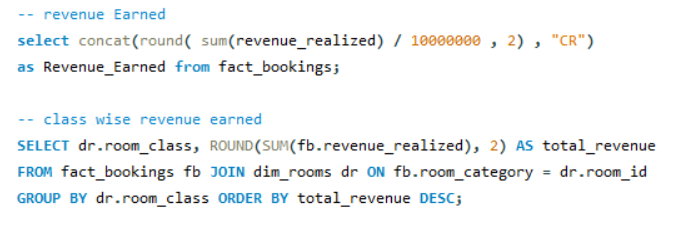 -- revenue Earned
select concat(round( sum(revenue_realized) / 10000000 , 2) , "CR")
as Revenue_Earned from fact_bookings;
-- class wise revenue earned
SELECT dr.room_class, ROUND(SUM(fb.revenue_realized), 2) AS total_revenue
FROM fact_bookings fb JOIN dim_rooms dr ON fb.room_category = dr.room_id
GROUP BY dr.room_class ORDER BY total_revenue DESC;